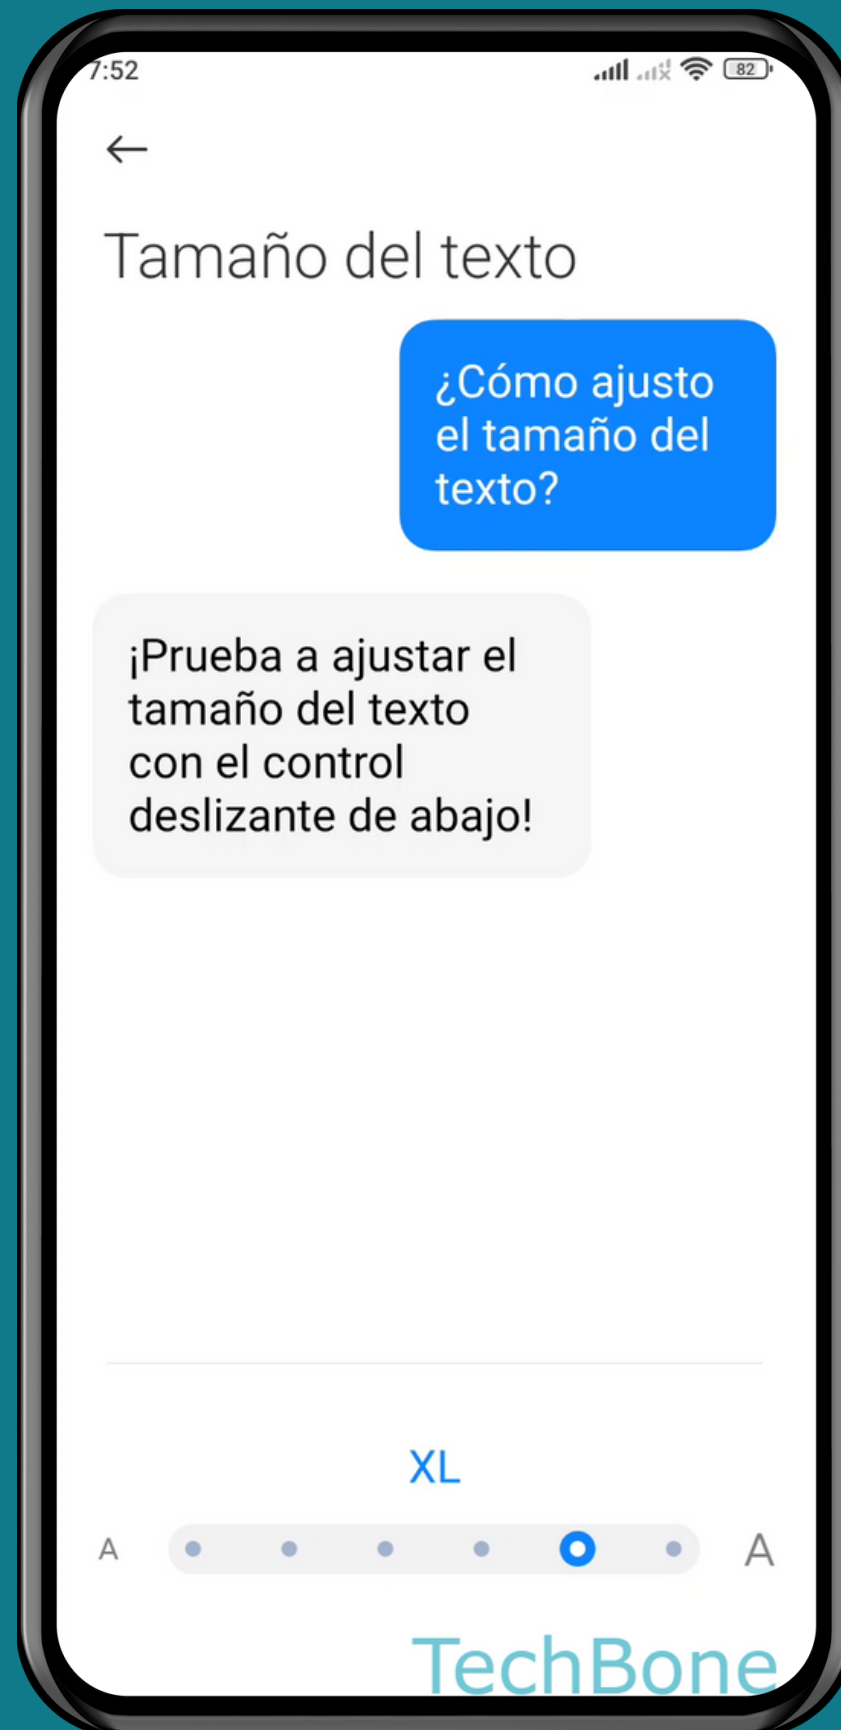 7:52
82
Tamaño del texto
¿Cómo ajusto
el tamaño del
texto?
¡Prueba a ajustar el
tamaño del texto
con el control
deslizante de abajo!
XL
A A
TechBone